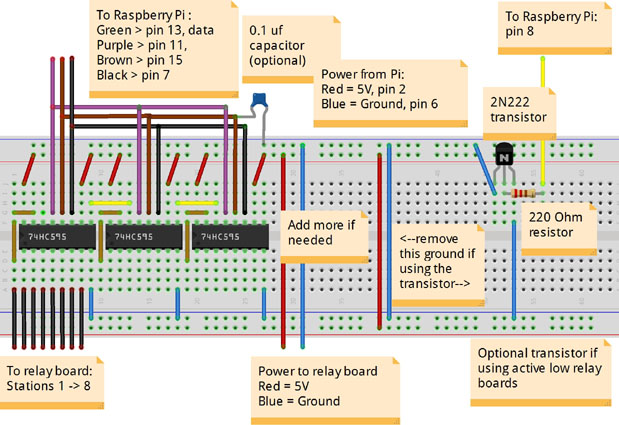 To Raspberry Pi :
Green > pin 13, data
Purple > pin 11,
Brown > pin 15
Black > pin 7
0.1 uf
capacitor
(optional)
Power from Pi:
Red = 5V, pin 2
Blue = Ground, pin 6
To Raspberry Pi:
pin 8
2N222
transistor
N
220 Ohm
resistor
74HC595
74HC595
74HC595
Add more if
needed
<--remove
this ground if
using the
transistor-->
To relay board:
Stations 1 -> 8
Power to relay board
Red = 5V
Blue = Ground
Optional transistor if
using active low relay
boards